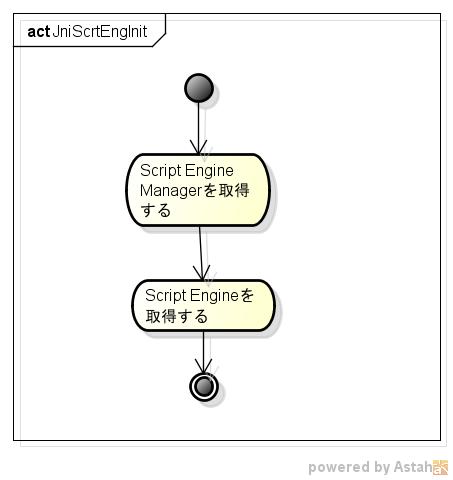 act JniScrtEngInit
Script Engine
Managerを取得
する
Script Engineを
取得する
powered by Astah